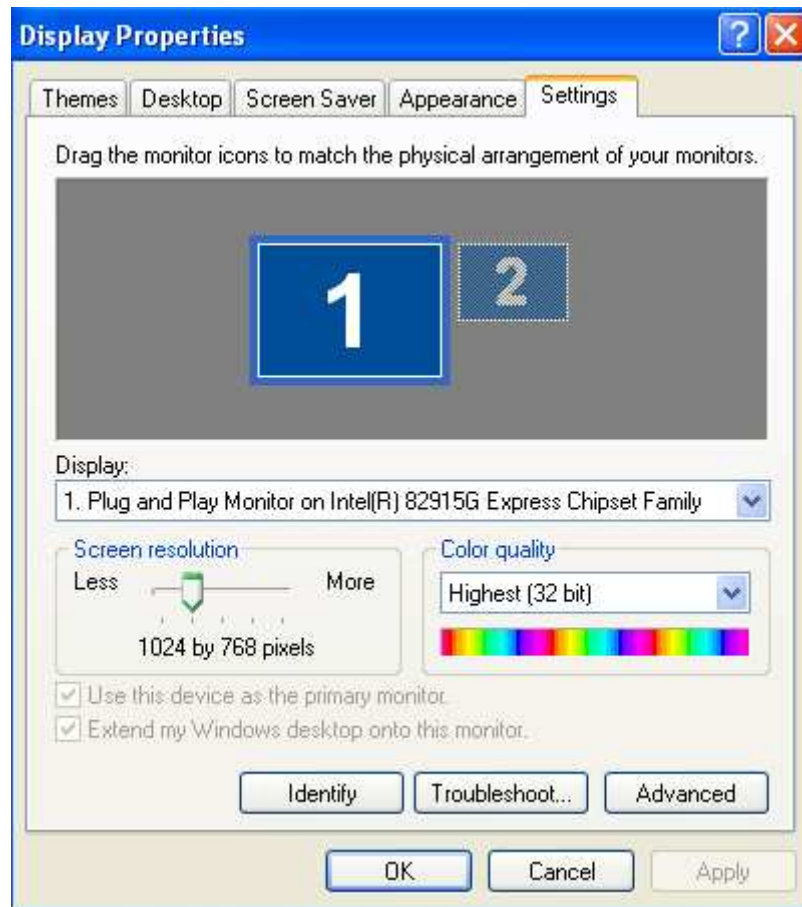 Display Properties
Themes Desktop Screen Saver Appearance Settings
Drag the monitor icons to match the physical arrangement of your monitors.
1 2
Display:
1. Plug and Play Monitor on Intel(R) 82915G Express Chipset Family
Screen resolution
Less More
1024 by 768 pixels
Color quality
Highest (32 bit)
Use this device as the primary monitor.
Extend my Windows desktop onto this monitor.
Identify Troubleshoot... Advanced
OK Cancel Apply